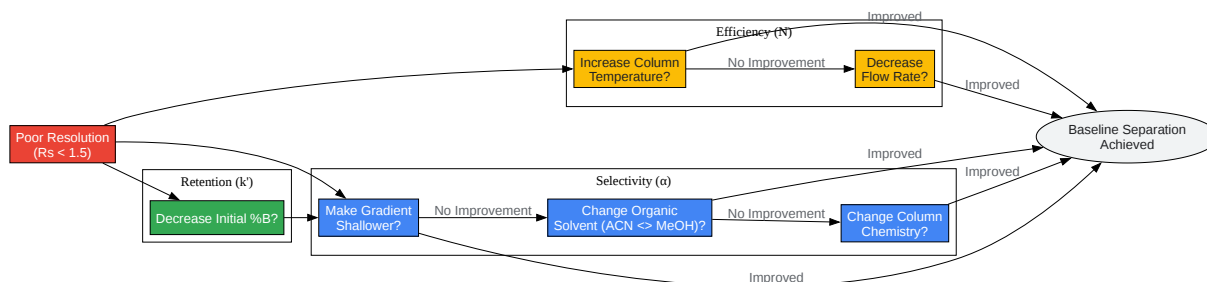 Improved
Efficiency (N)
Increase Column
Temperature?
No Improvement
Decrease
Flow Rate?
Improved
Poor Resolution
(Rs < 1.5)
Baseline Separation
Achieved
Retention (k')
Decrease Initial %B?
Selectivity (α)
Improved
Improved
Make Gradient
Shallower?
No Improvement
Change Organic
Solvent (ACN <> MeOH)?
No Improvement
Change Column
Chemistry?
Improved